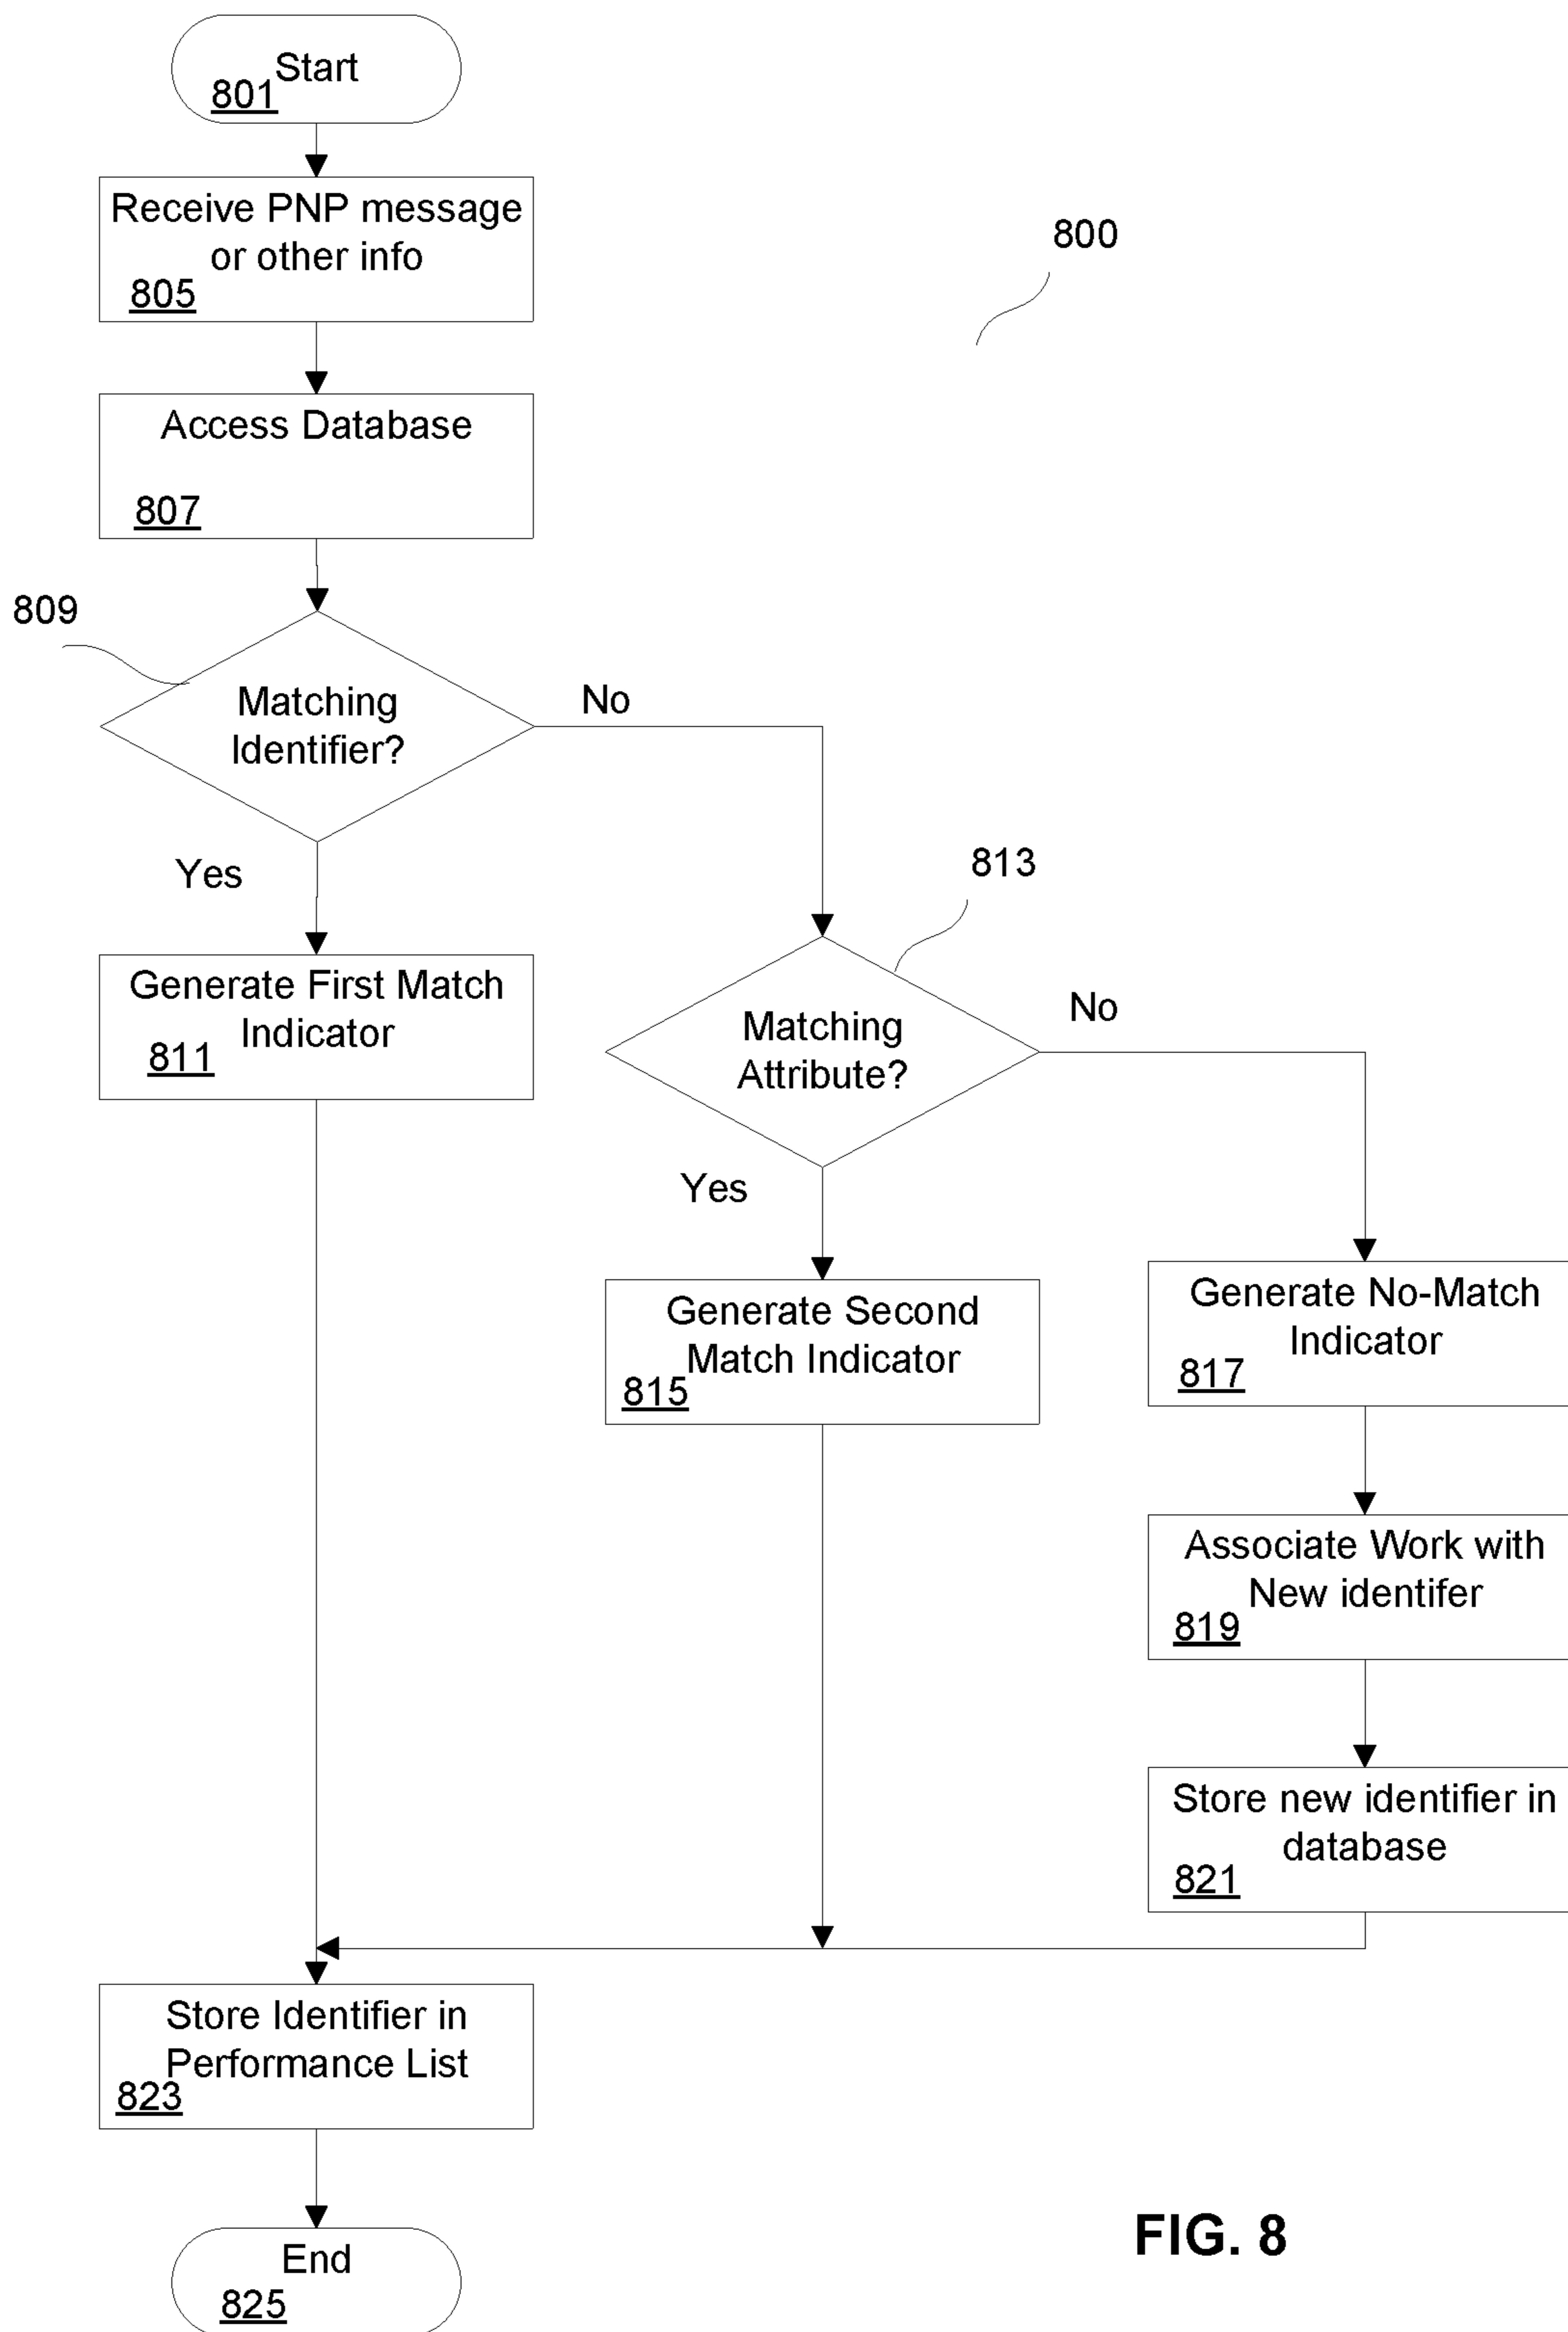 Start
801
Receive PNP message
or other info
805
800
Access Database
807
809
Matching
Identifier?
No
Yes
813
Generate First Match
Indicator
811
Matching
Attribute?
No
Yes
Generate Second
Match Indicator
815
Generate No-Match
Indicator
817
Associate Work with
New identifer
819
Store new identifier in
database
821
Store Identifier in
Performance List
823
End
825
FIG. 8